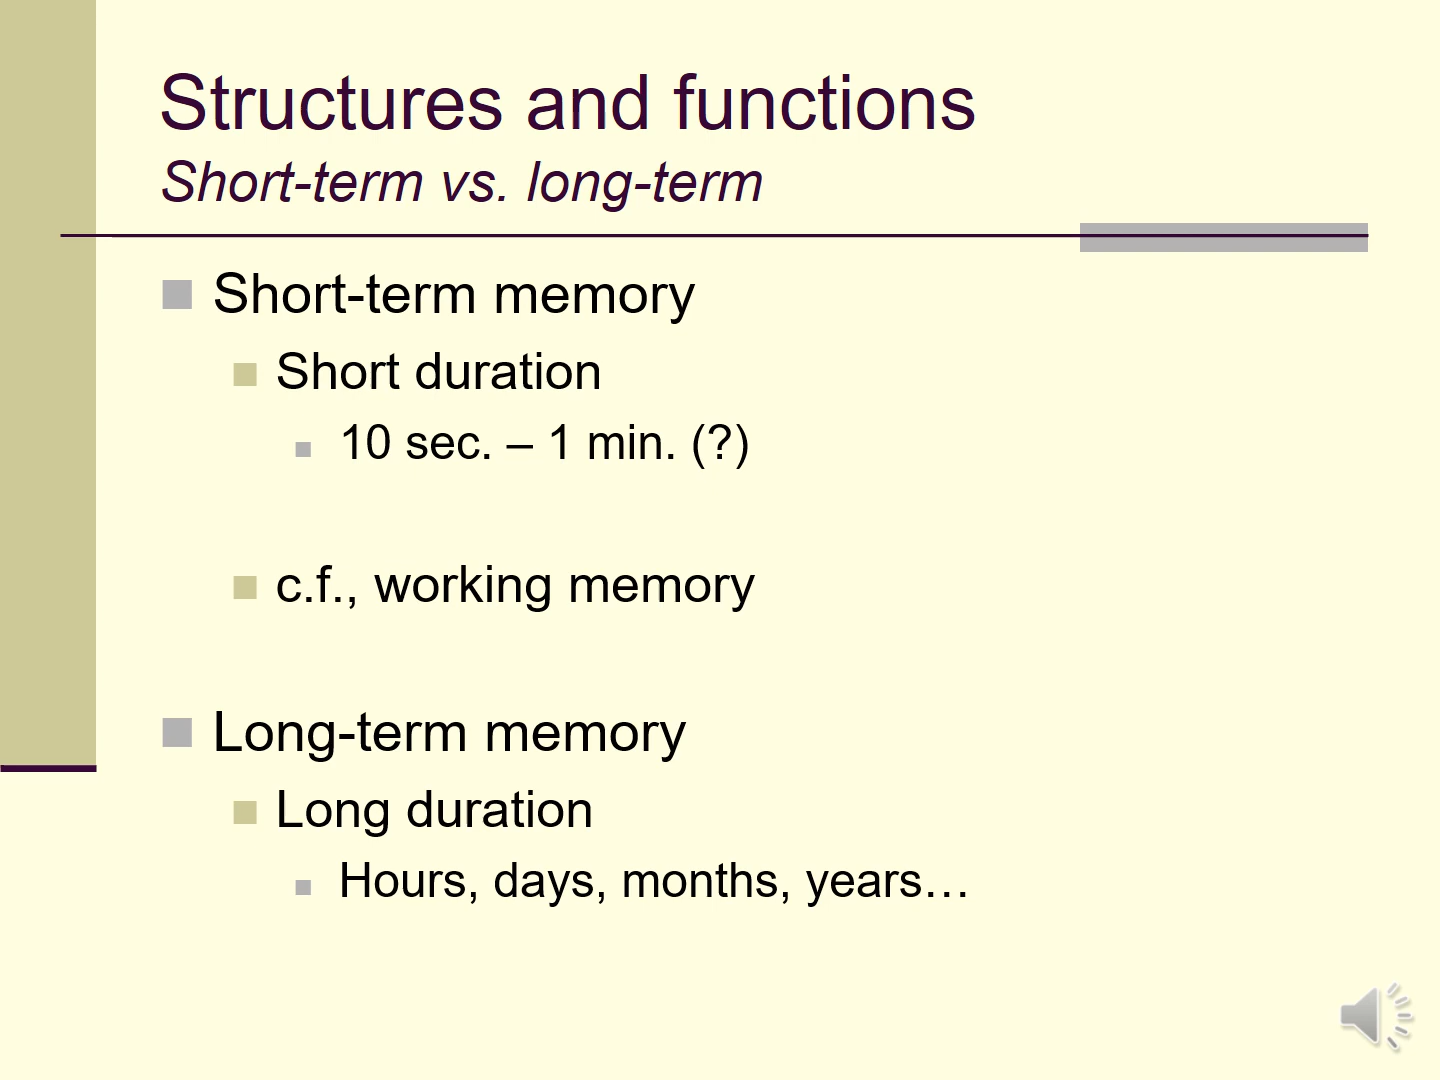 Structures and functions
Short-term vs. long-term
Short-term memory
Short duration
10 sec. – 1 min. (?)
c.f., working memory
Long-term memory
Long duration
Hours, days, months, years…